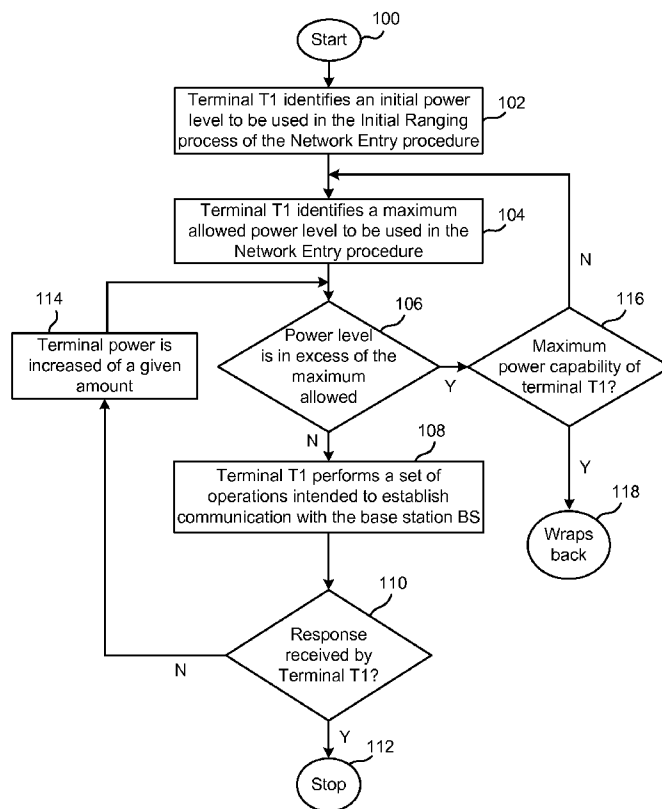 100
Start
Terminal T1 identifies an initial power
level to be used in the Initial Ranging
process of the Network Entry procedure
102
Terminal T1 identifies a maximum
allowed power level to be used in the
Network Entry procedure
104
N
114
106
116
Terminal power is
increased of a given
amount
Power level
is in excess of the
maximum
allowed
Y
Maximum
power capability of
terminal T1?
N
108
Y
Terminal T1 performs a set of
operations intended to establish
communication with the base station BS
118
Wraps
back
110
Response
received by
Terminal T1?
N
Y
112
Stop